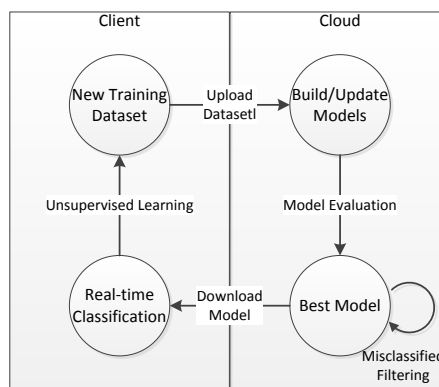 Client
Cloud
New Training
Dataset
Upload
Datasetl
Build/Update
Models
Unsupervised Learning
Model Evaluation
Real-time
Classification
Download
Model
Best Model
Misclassified
Filtering